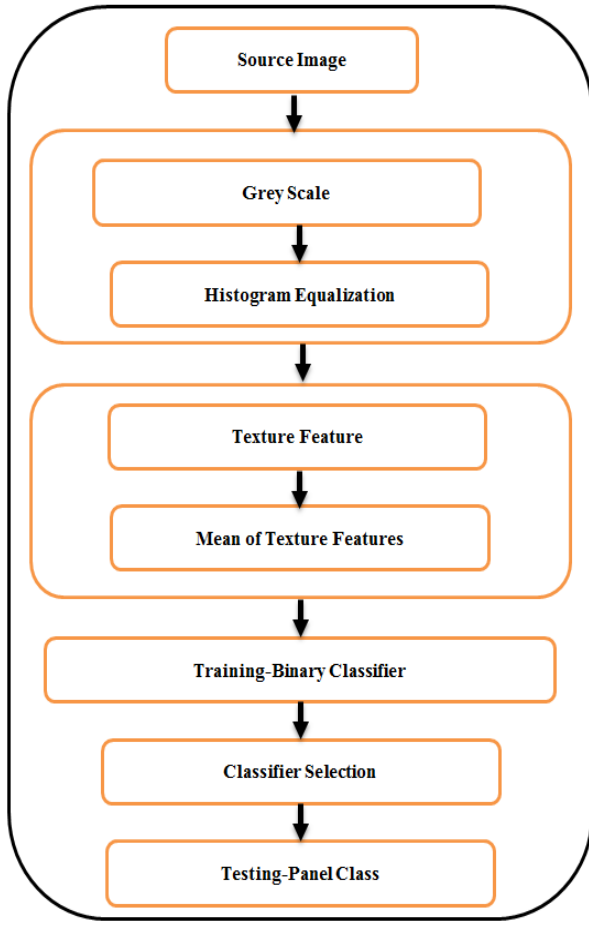 Source Image
Grey Scale
Histogram Equalization
Texture Feature
Mean of Texture Features
Training-Binary Classifier
Classifier Selection
Testing-Panel Class